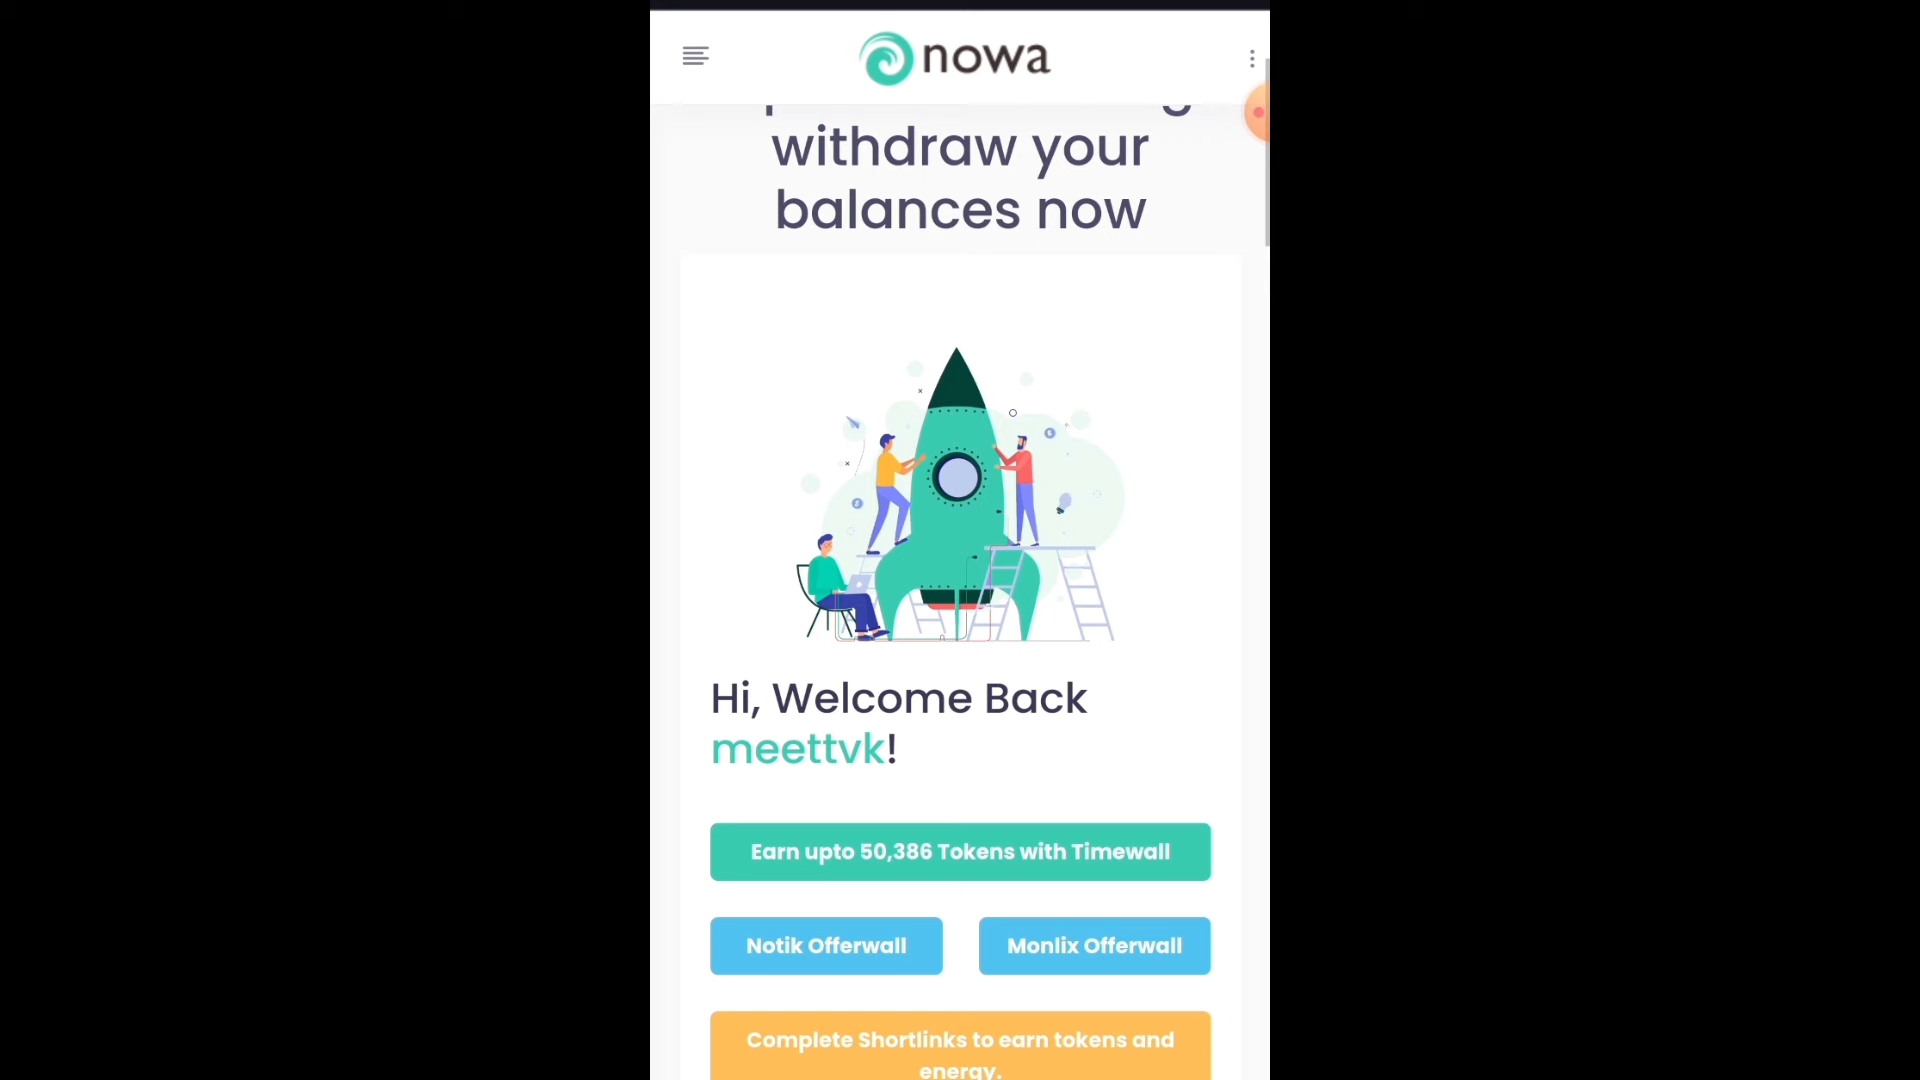 nowa
withdraw your
balances now
Hi, Welcome Back
meettvk!
Earn upto 50,386 Tokens with Timewall
Notik Offerwall
Monlix Offerwall
Complete Shortlinks to earn tokens and
energy.